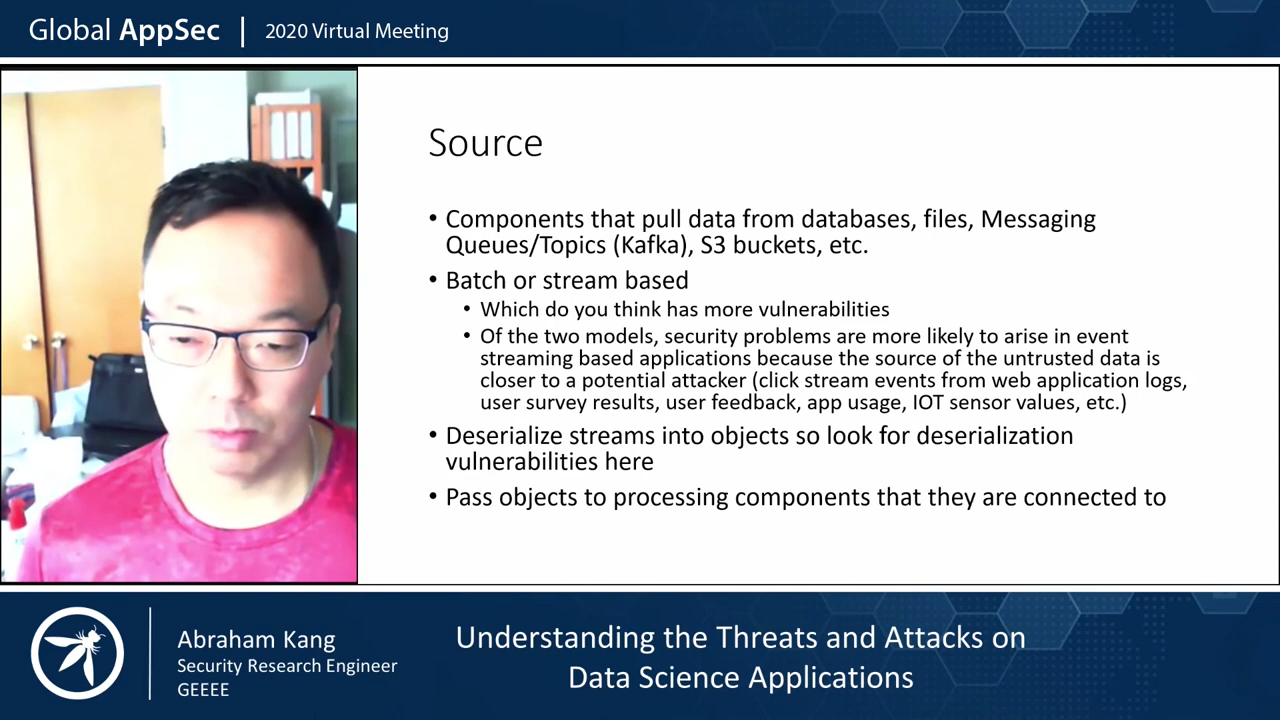 Global AppSec | 2020 Virtual Meeting
Source
• Components that pull data from databases, files, Messaging
Queues/Topics (Kafka), S3 buckets, etc.
• Batch or stream based
• Which do you think has more vulnerabilities
• Of the two models, security problems are more likely to arise in event
streaming based applications because the source of the untrusted data is
closer to a potential attacker (click stream events from web application logs,
user survey results, user feedback, app usage, IOT sensor values, etc.)
• Deserialize streams into objects so look for deserialization
vulnerabilities here
• Pass objects to processing components that they are connected to
Abraham Kang
Security Research Engineer
GEEEE
Understanding the Threats and Attacks on
Data Science Applications